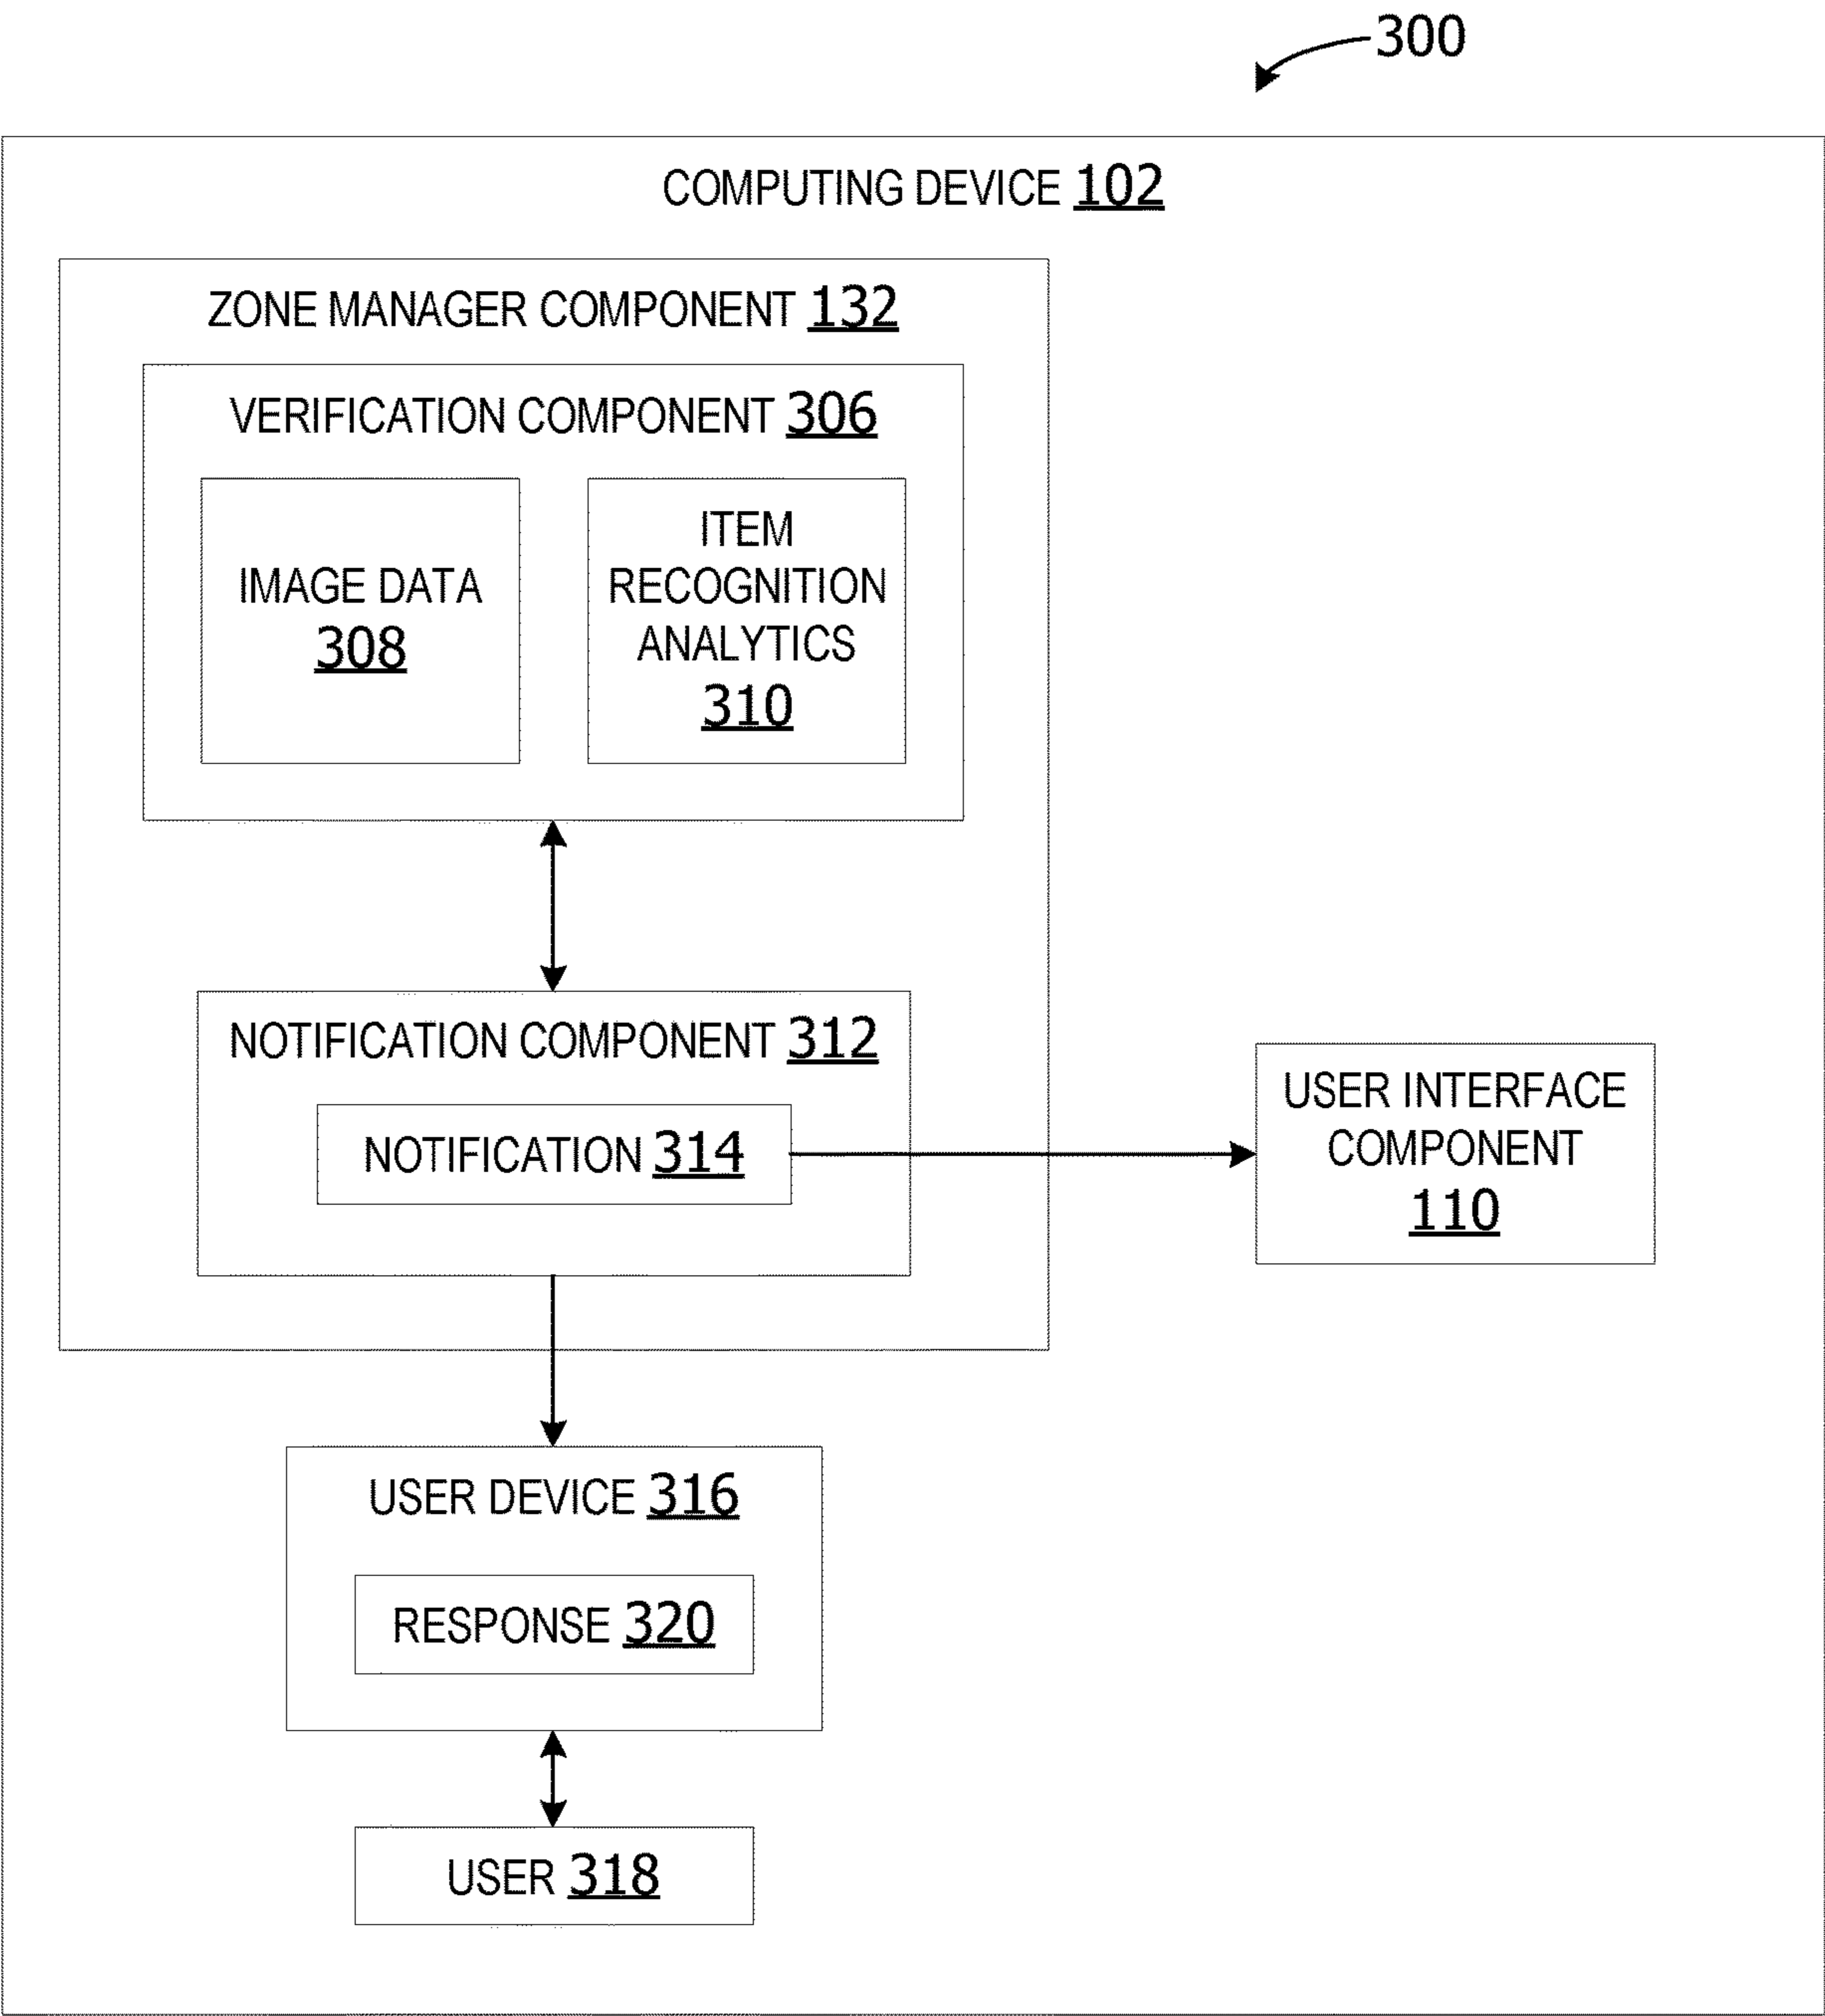 300
COMPUTING DEVICE 102
ZONE MANAGER COMPONENT 132
VERIFICATION COMPONENT 306
IMAGE DATA
308
ITEM
RECOGNITION
ANALYTICS
310
NOTIFICATION COMPONENT 312
NOTIFICATION 314
USER INTERFACE
COMPONENT
110
USER DEVICE 316
RESPONSE 320
USER 318